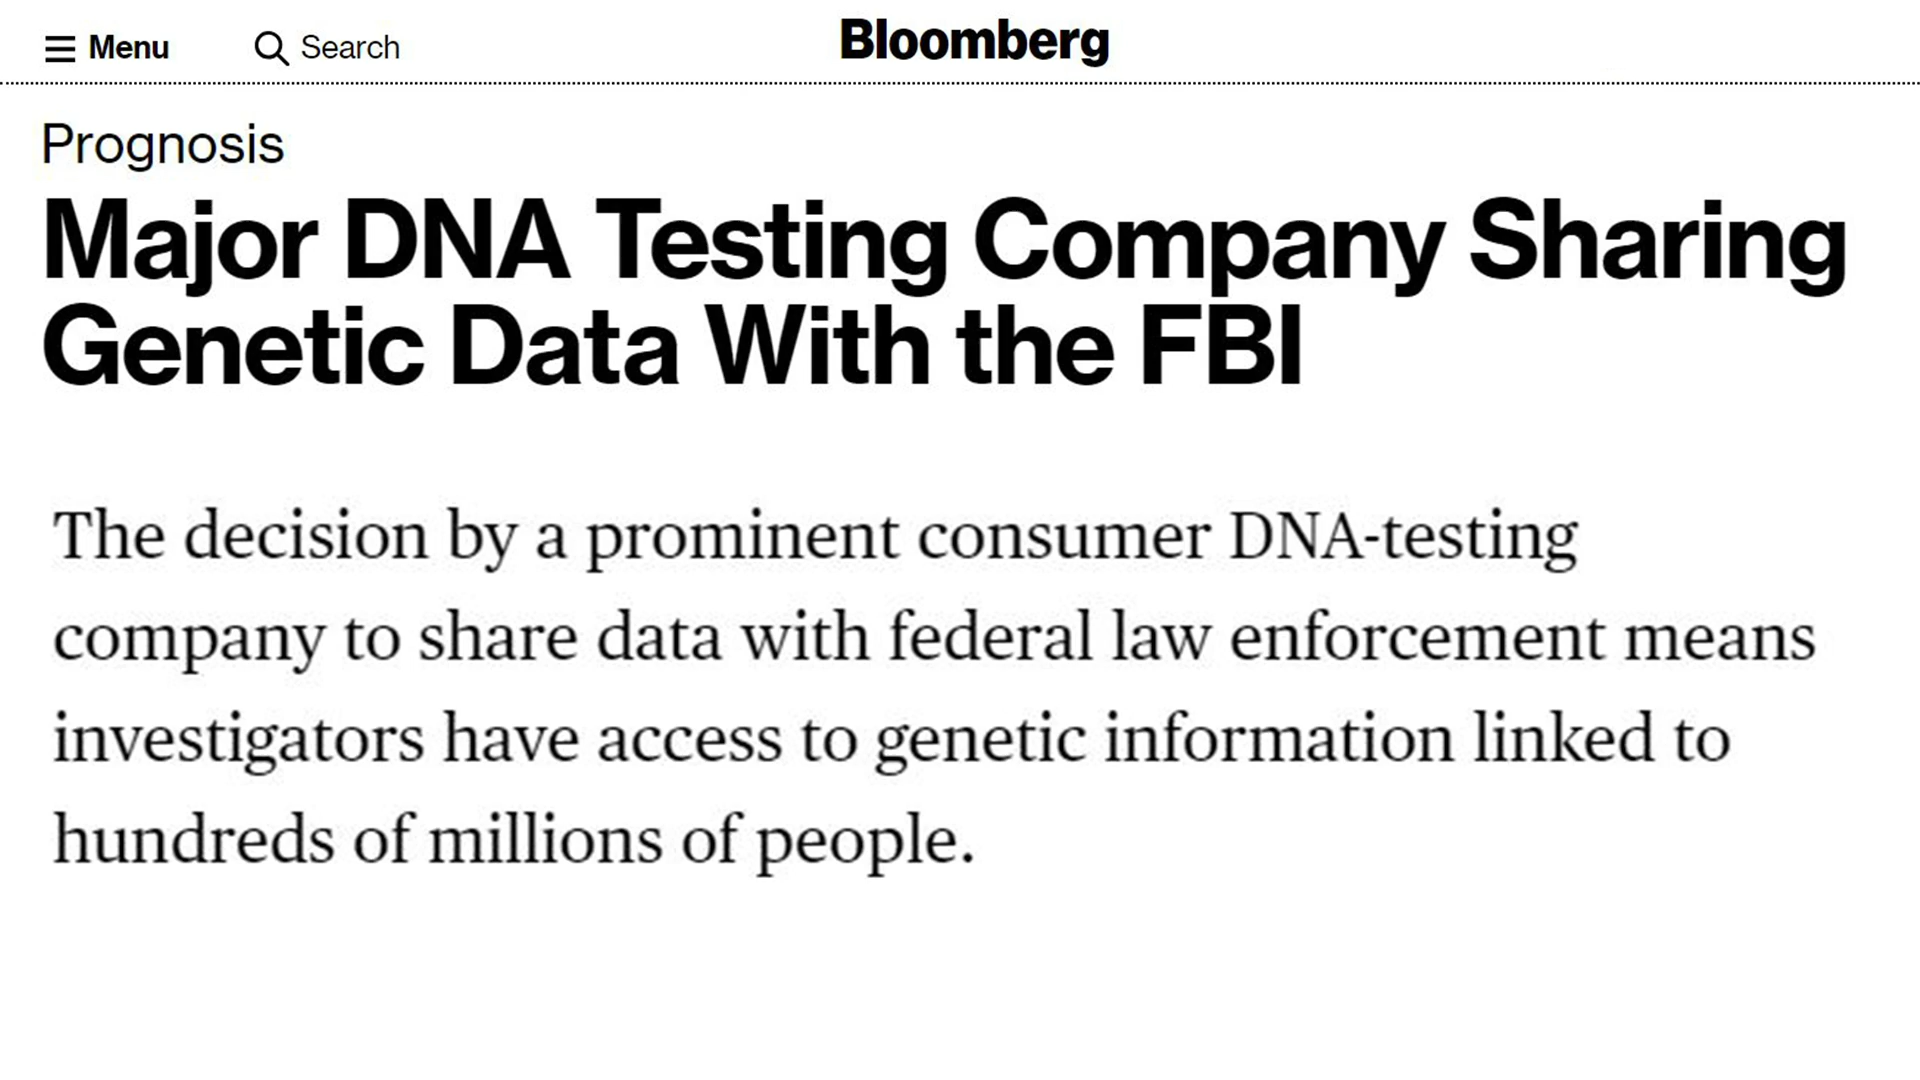 Menu
Search
Bloomberg
Prognosis
Major DNA Testing Company Sharing
Genetic Data With the FBI
The decision by a prominent consumer DNA-testing
company to share data with federal law enforcement means
investigators have access to genetic information linked to
hundreds of millions of people.